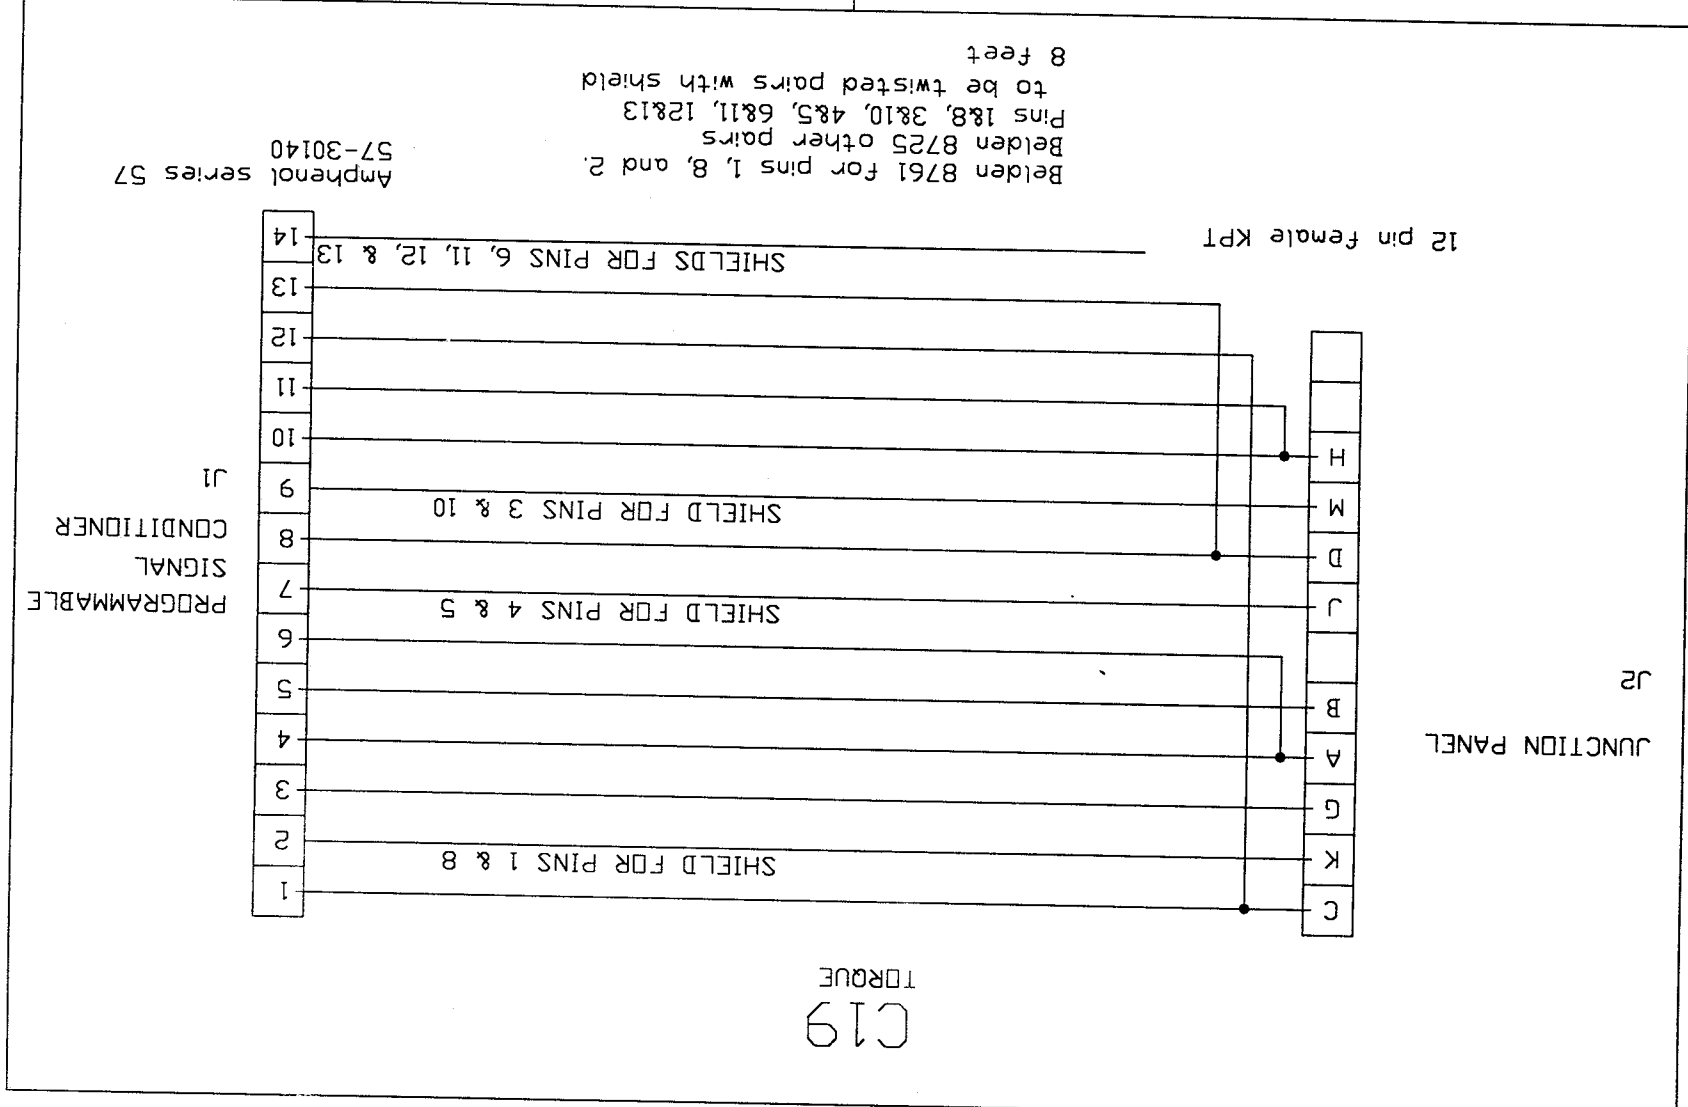 C19
TORQUE
C
K
G
A
B
J
D
M
H
JUNCTION PANEL
J2
SHIELD FOR PINS 1 & 8
SHIELD FOR PINS 4 & 5
SHIELD FOR PINS 3 & 10
SHIELDS FOR PINS 6, 11, 12, & 13
1
2
3
4
5
6
7
8
9
10
11
12
13
14
PROGRAMMABLE
SIGNAL
CONDITIONER
J1
12 pin female KPT
Belden 8761 for pins 1, 8, and 2.
Belden 8725 other pairs
Pins 1&8, 3&10, 4&5, 6&11, 12&13
to be twisted pairs with shield
8 feet
Amphenol series 57
57-30140